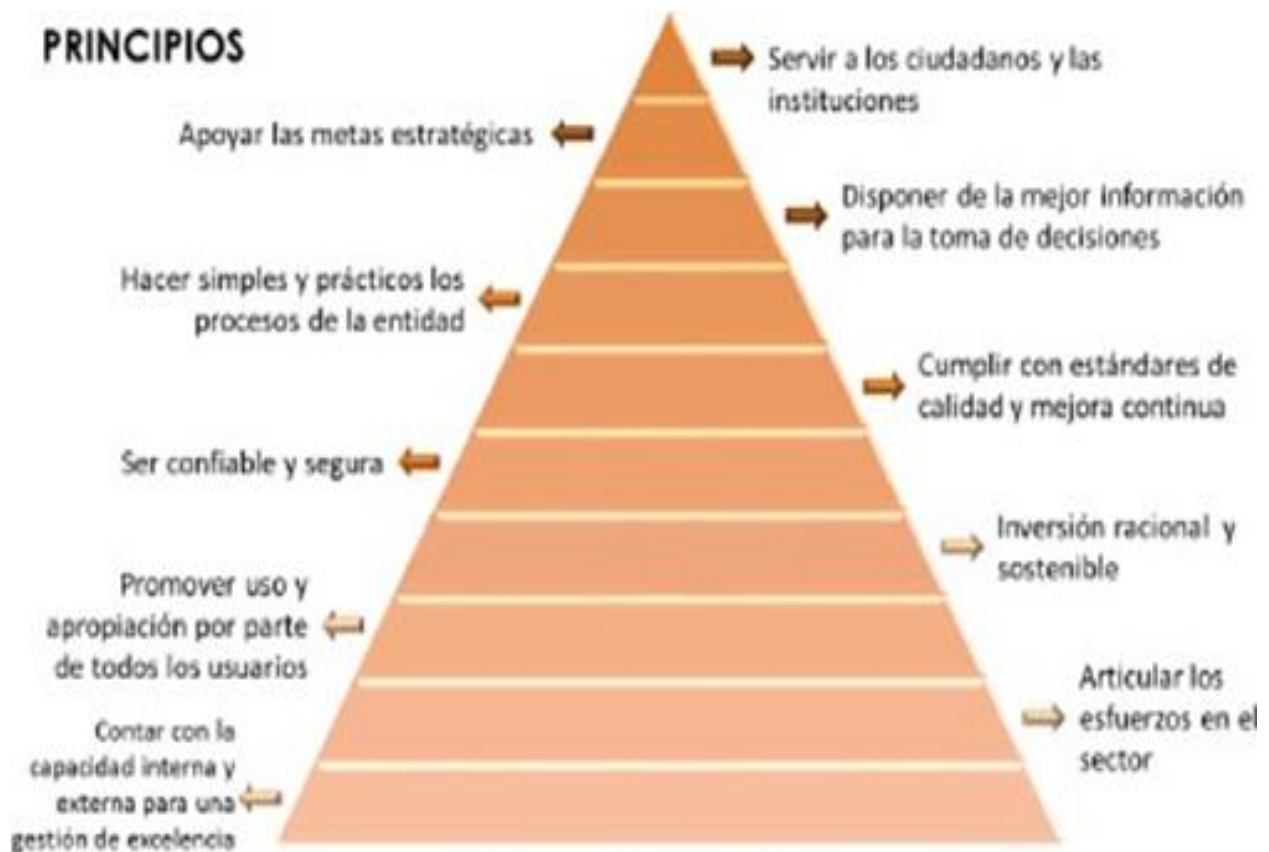 PRINCIPIOS
Servir a los ciudadanos y las
instituciones
Apoyar las metas estratégicas
Disponer de la mejor información
para la toma de decisiones
Hacer simples y prácticos los
procesos de la entidad
Cumplir con estándares de
calidad y mejora continua
Ser confiable y segura
Inversión racional y
sostenible
Promover uso y
apropiación por parte
de todos los usuarios
Articular los
esfuerzos en el
sector
Contar con la
capacidad interna y
externa para una
gestión de excelencia